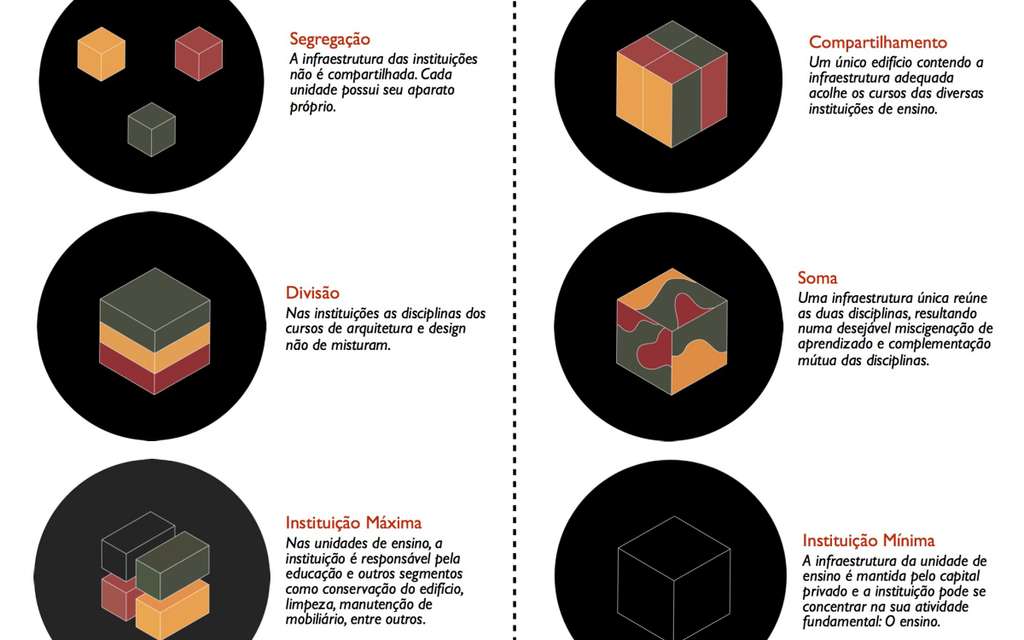 Segregação
A infraestrutura das instituições
não é compartilhada. Cada
unidade possui seu aparato
próprio.
Compartilhamento
Um único edifício contendo a
infraestrutura adequada
acolhe os cursos das diversas
instituições de ensino.
Divisão
Nas instituições as disciplinas dos
cursos de arquitetura e design
não de misturam.
Soma
Uma infraestrutura única reúne
as duas disciplinas, resultando
numa desejável miscigenação de
aprendizado e complementação
mútua das disciplinas.
Instituição Máxima
Nas unidades de ensino, a
instituição é responsável pela
educação e outros segmentos
como conservação do edifício,
limpeza, manutenção de
mobiliário, entre outros.
Instituição Mínima
A infraestrutura da unidade de
ensino é mantida pelo capital
privado e a instituição pode se
concentrar na sua atividade
fundamental: O ensino.